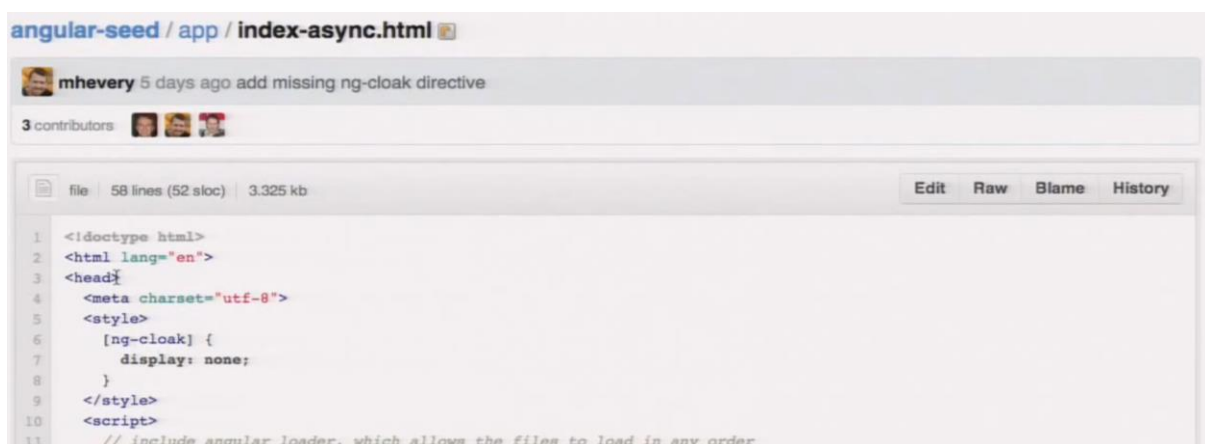 angular-seed / app / index-async.html
mhevery 5 days ago add missing ng-cloak directive
3 contributors
file 58 lines (52 sloc) 3.325 kb Edit Raw Blame History
1 <!doctype html>
2 <html lang="en">
3 <head>
4 <meta charset="utf-8">
5 <style>
6 [ng-cloak] {
7 display: none;
8 }
9 </style>
10 <script>
11 // include angular loader, which allows the files to load in any order